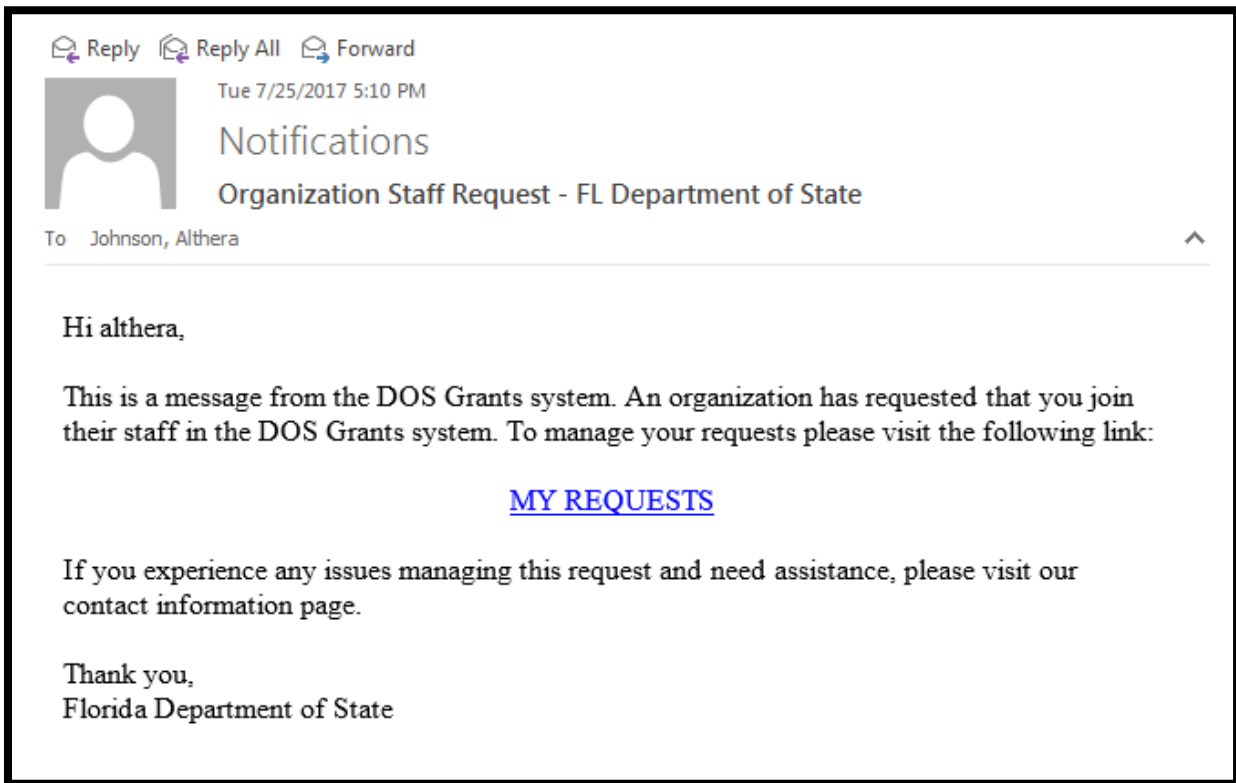 Reply Reply All Forward
Tue 7/25/2017 5:10 PM
Notifications
Organization Staff Request - FL Department of State
To Johnson, Althera
Hi althera,
This is a message from the DOS Grants system. An organization has requested that you join
their staff in the DOS Grants system. To manage your requests please visit the following link:
MY REQUESTS
If you experience any issues managing this request and need assistance, please visit our
contact information page.
Thank you,
Florida Department of State